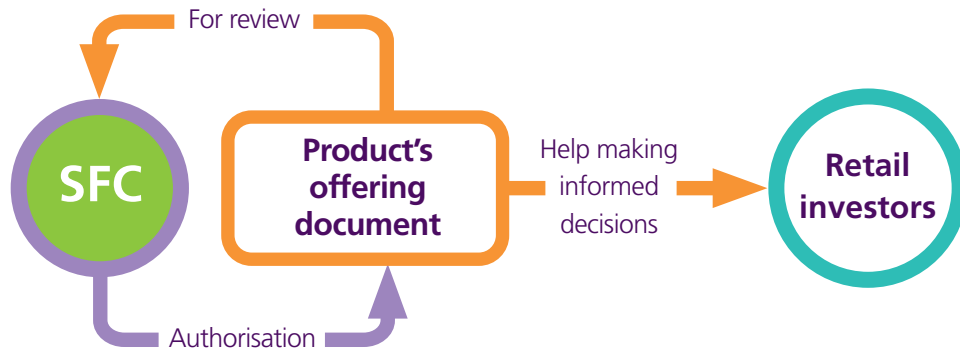 For review
SFC
Product’s
offering
document
Help making
informed
decisions
Retail
investors
Authorisation